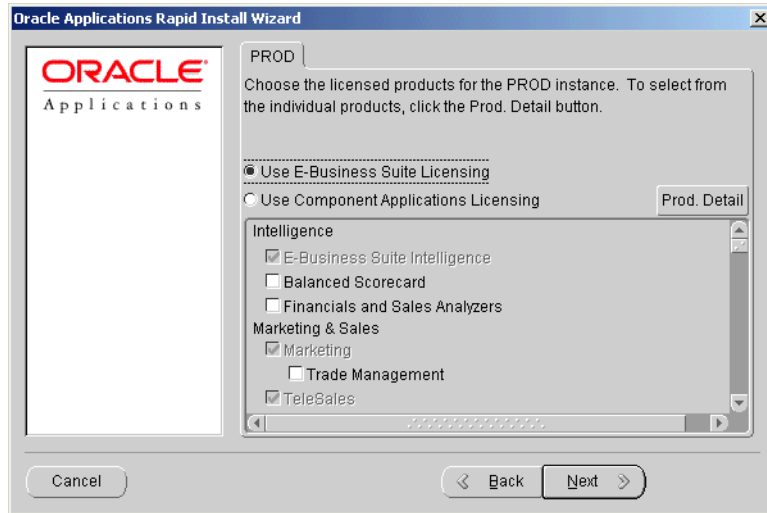 Oracle Applications Rapid Install Wizard
ORACLE
Applications
PROD
Choose the licensed products for the PROD instance. To select from
the individual products, click the Prod. Detail button.
Use E-Business Suite Licensing
Use Component Applications Licensing
Prod. Detail
Intelligence
E-Business Suite Intelligence
Balanced Scorecard
Financials and Sales Analyzers
Marketing & Sales
Marketing
Trade Management
TeleSales
Cancel
Back
Next